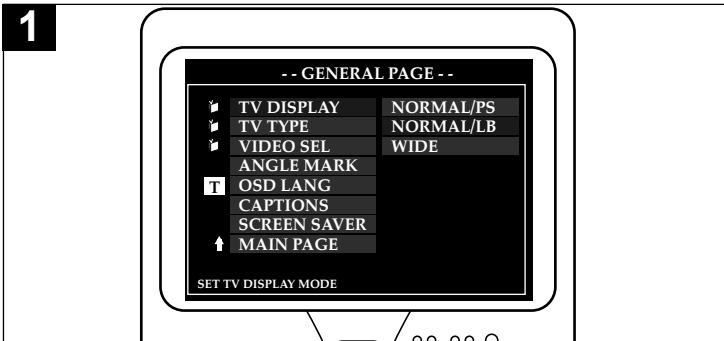 1
- - GENERAL PAGE - -
TV DISPLAY NORMAL/PS
TV TYPE NORMAL/LB
VIDEO SEL WIDE
ANGLE MARK
T OSD LANG
CAPTIONS
SCREEN SAVER
MAIN PAGE
SET TV DISPLAY MODE